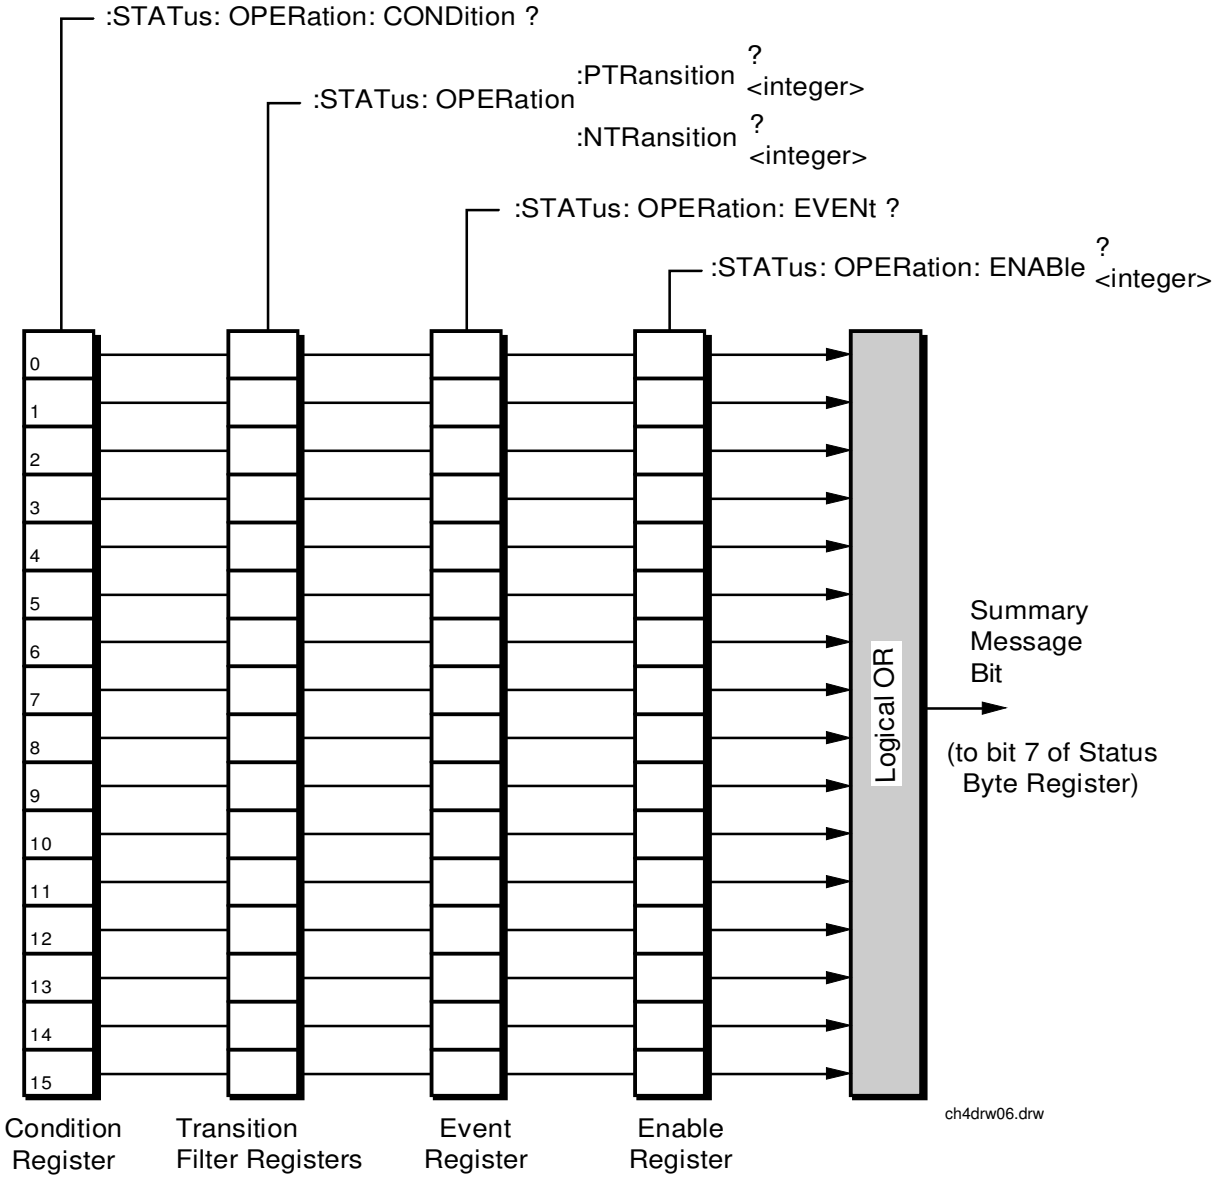 :STATus: OPERation: CONDition ?
:STATus: OPERation
:PTRansition ?
<integer>
:NTRansition ?
<integer>
:STATus: OPERation: EVENt ?
:STATus: OPERation: ENABle ?
<integer>
0
1
2
3
4
5
6
7
8
9
10
11
12
13
14
15
Logical OR
Summary
Message
Bit
(to bit 7 of Status
Byte Register)
ch4drw06.drw
Condition
Register
Transition
Filter Registers
Event
Register
Enable
Register